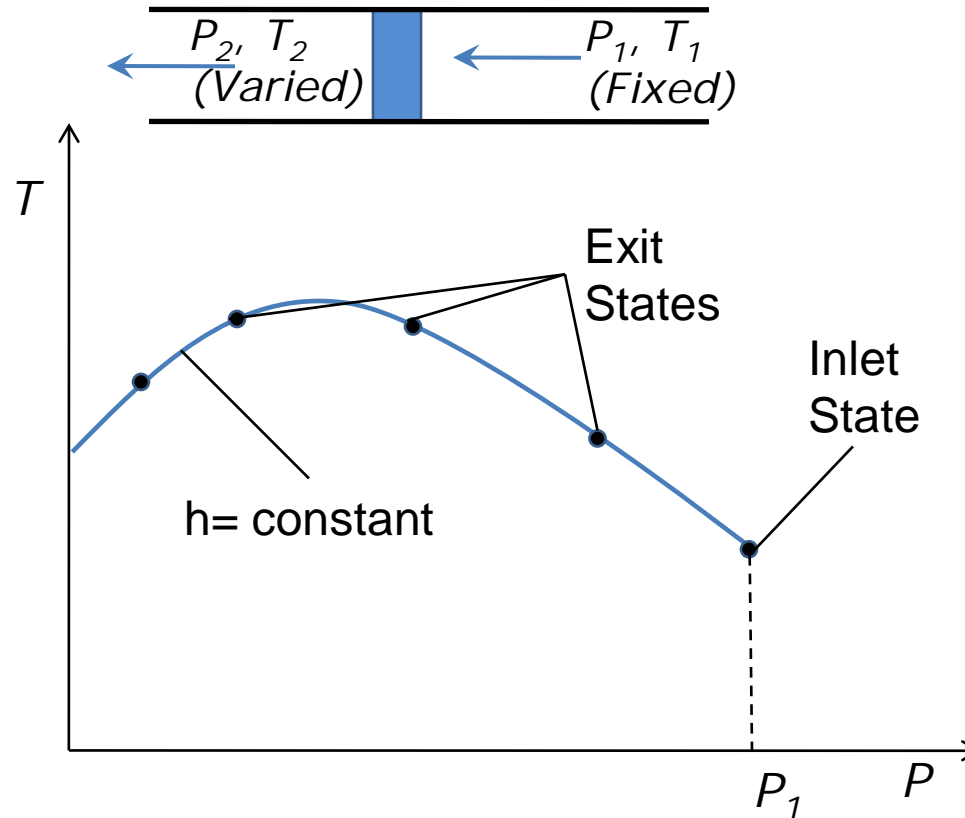 P2, T2
(Varied)
P1, T1
(Fixed)
T
Exit
States
Inlet
State
h= constant
P1
P